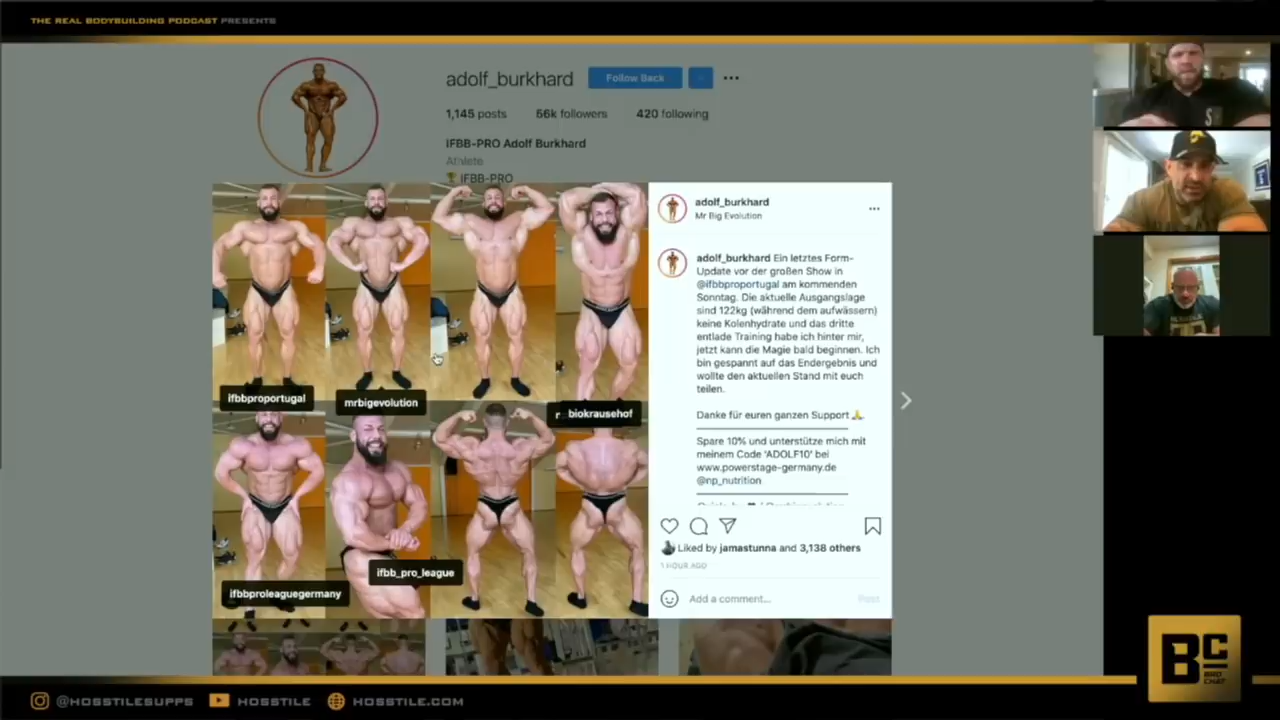 THE REAL BODYBUILDING PODCAST PRESENTS
adolf_burkhard
Follow Back
1,145 posts
56k followers
420 following
IFBB-PRO Adolf Burkhard
Athlete
🏆 IFBB-PRO
adolf_burkhard
Mr Big Evolution
adolf_burkhard Ein letztes Form-
Update vor der großen Show in
@ifbbproportugal am kommenden
Sonntag. Die aktuelle Ausgangslage
sind 122kg (während dem aufwässern)
keine Kolenhydrate und das dritte
entlade Training habe ich hinter mir,
jetzt kann die Magie bald beginnen. Ich
bin gespannt auf das Endergebnis und
wollte den aktuellen Stand mit euch
teilen.
Danke für euren ganzen Support 🙏
Spare 10% und unterstütze mich mit
meinem Code 'ADOLF10' bei
www.powerstage-germany.de
@np_nutrition
ifbbproportugal
mrbigevolution
biokrausehof
ifbb_pro_league
ifbbproleaguegermany
Liked by jamastunna and 3,138 others
1 HOUR AGO
Add a comment...
Post
BC
BRO
CHAT
@HOSSTILESUPPS
HOSSTILE
HOSSTILE.COM